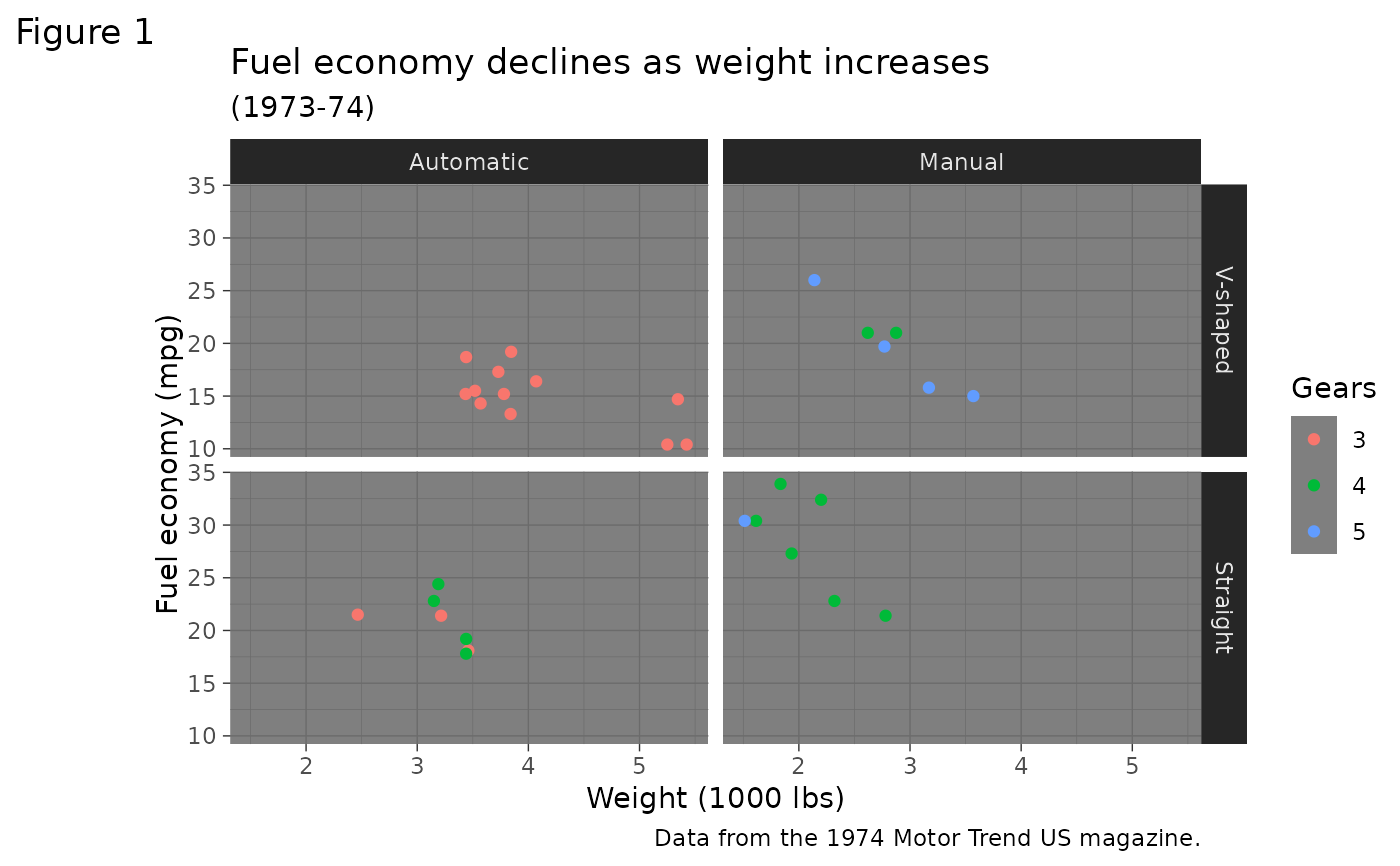 Figure 1
Fuel economy declines as weight increases
(1973-74)
Automatic
Manual
35
30
25
20
15
10
V-shaped
Fuel economy (mpg)
35
30
25
20
15
10
Straight
Gears
3
4
5
2 3 4 5
2 3 4 5
Weight (1000 lbs)
Data from the 1974 Motor Trend US magazine.